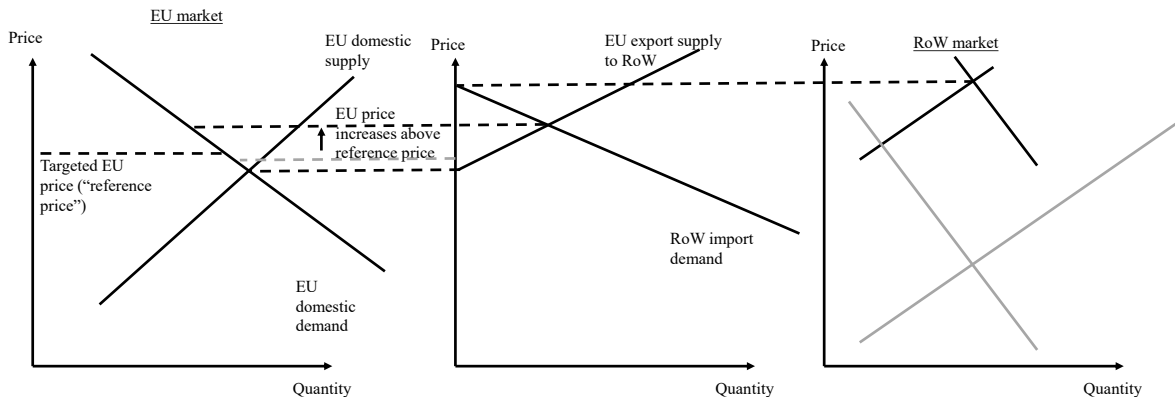 EU market
Price
EU domestic
supply
Targeted EU
price (“reference
price”)
EU
domestic
demand
Quantity
Price
EU export supply
to RoW
EU price
increases above
reference price
RoW import
demand
Quantity
Price
RoW market
Quantity